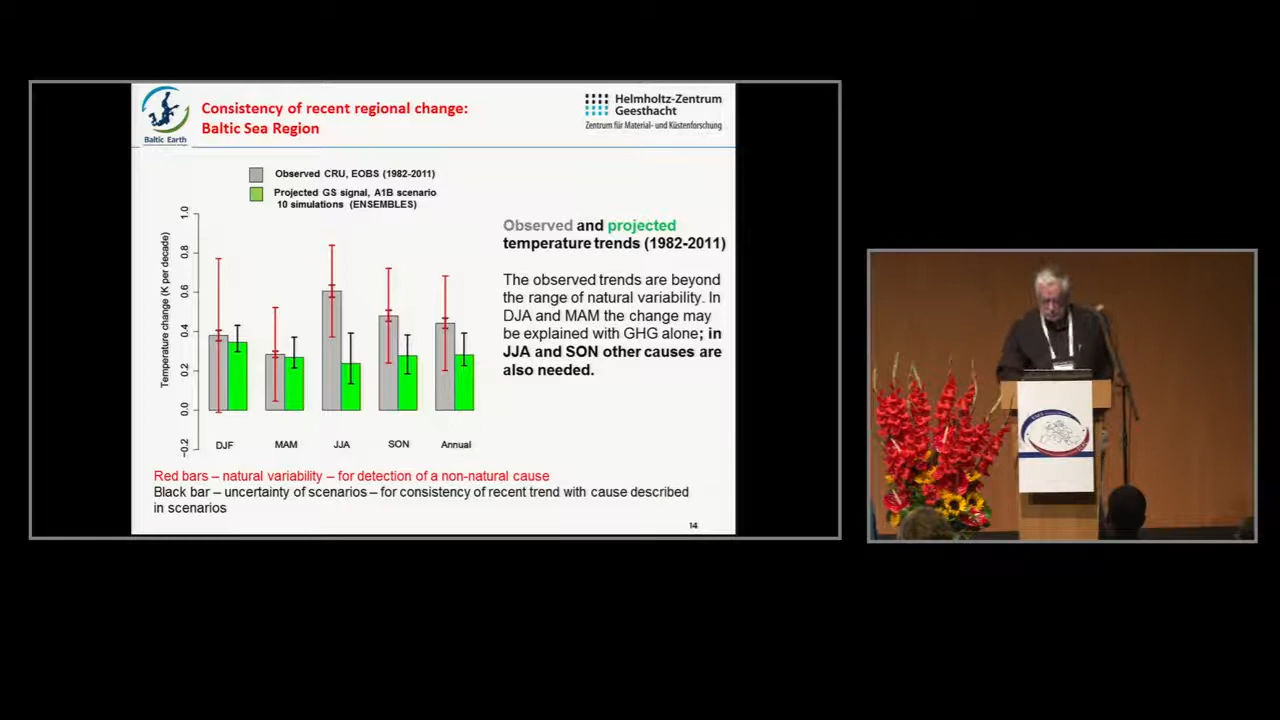 Consistency of recent regional change:
Baltic Sea Region
Baltic Earth
Helmholtz-Zentrum
Geesthacht
Zentrum für Material- und Küstenforschung
Observed CRU, EOBS (1982-2011)
Projected GS signal, A1B scenario
10 simulations (ENSEMBLES)
Temperature change (K per decade)
1.0
0.8
0.6
0.4
0.2
0.0
−0.2
DJF
MAM
JJA
SON
Annual
Observed and projected
temperature trends (1982-2011)
The observed trends are beyond
the range of natural variability. In
DJA and MAM the change may
be explained with GHG alone; in
JJA and SON other causes are
also needed.
Red bars – natural variability – for detection of a non-natural cause
Black bar – uncertainty of scenarios – for consistency of recent trend with cause described
in scenarios
14